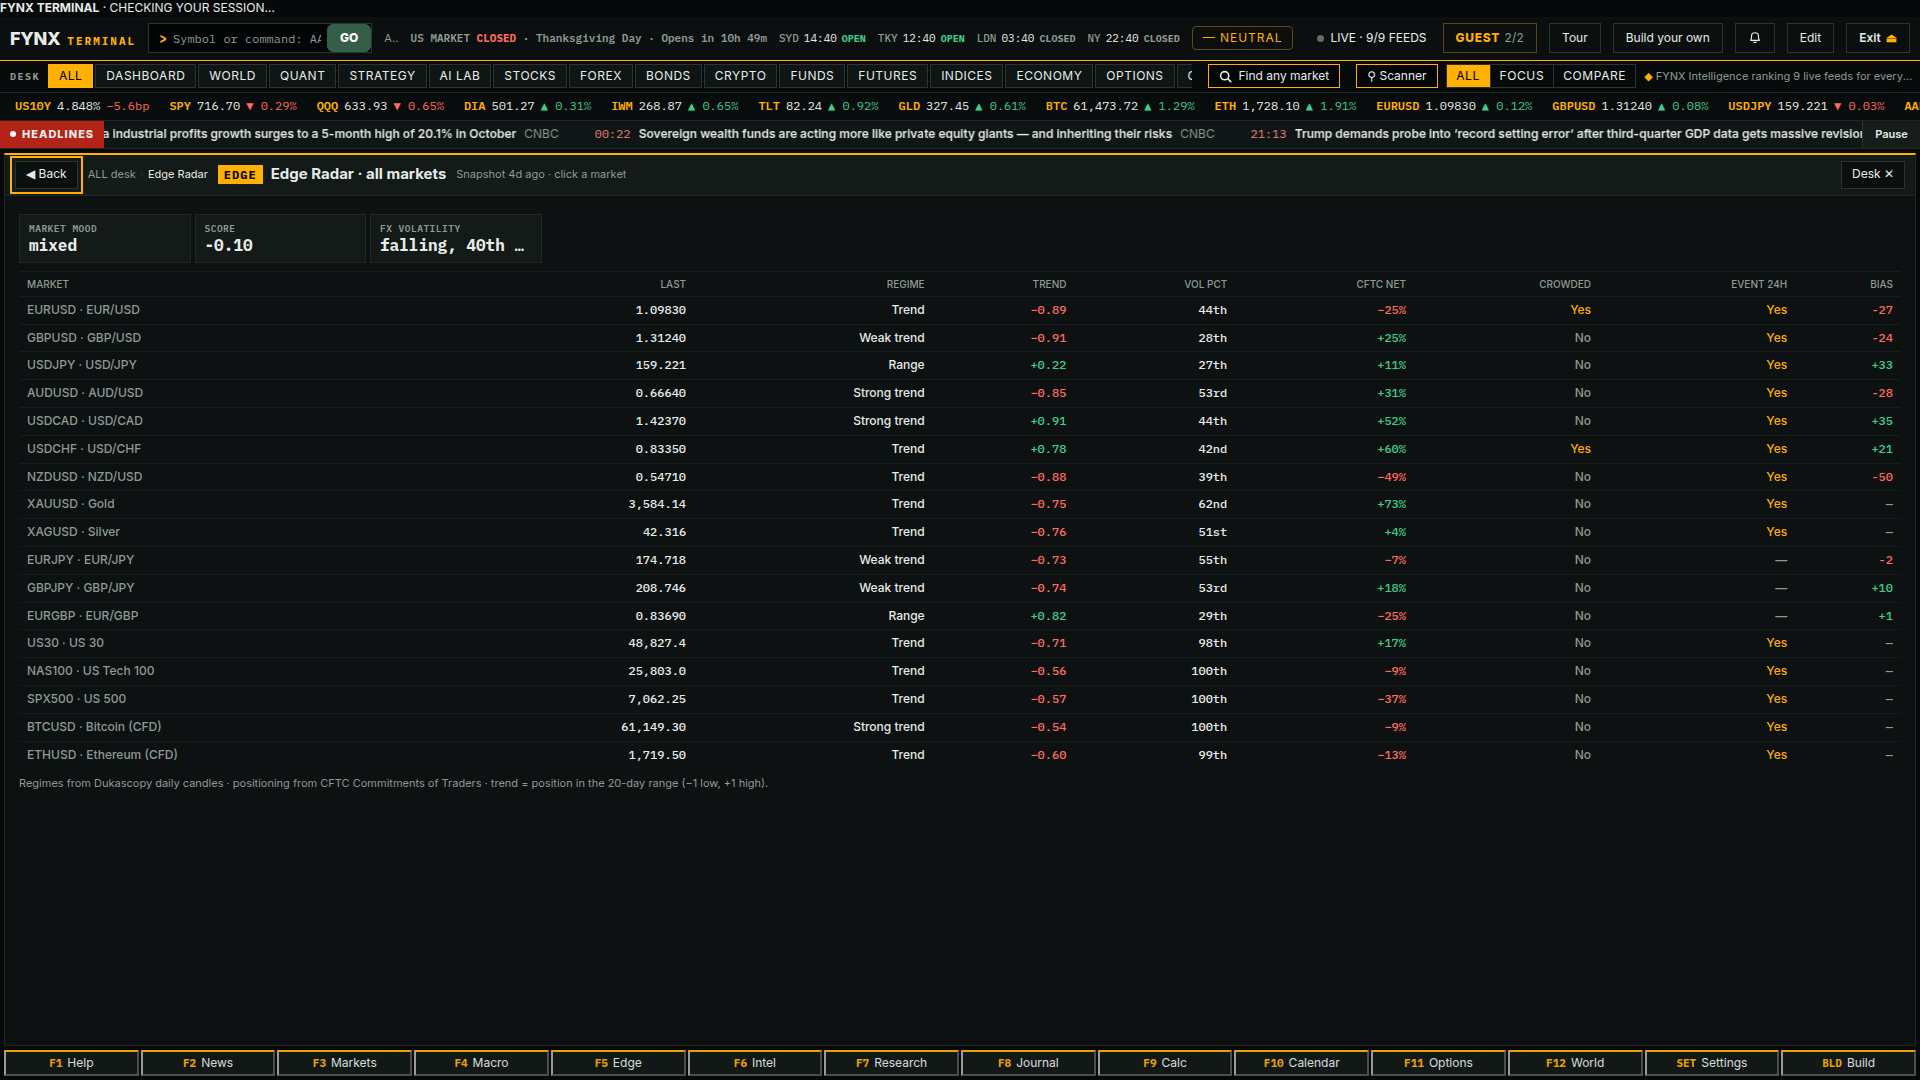 FYNX TERMINAL · CHECKING YOUR SESSION...
FYNX TERMINAL > Symbol or command: AA GO A.. US MARKET CLOSED · Thanksgiving Day · Opens in 10h 49m SYD 14:40 OPEN TKY 12:40 OPEN LDN 03:40 CLOSED NY 22:40 CLOSED — NEUTRAL LIVE · 9/9 FEEDS GUEST 2/2 Tour Build your own Edit Exit ⏏
DESK ALL DASHBOARD WORLD QUANT STRATEGY AI LAB STOCKS FOREX BONDS CRYPTO FUNDS FUTURES INDICES ECONOMY OPTIONS Find any market Scanner ALL FOCUS COMPARE ◆ FYNX Intelligence ranking 9 live feeds for every...
US10Y 4.848% −5.6bp SPY 716.70 ▼ 0.29% QQQ 633.93 ▼ 0.65% DIA 501.27 ▲ 0.31% IWM 268.87 ▲ 0.65% TLT 82.24 ▲ 0.92% GLD 327.45 ▲ 0.61% BTC 61,473.72 ▲ 1.29% ETH 1,728.10 ▲ 1.91% EURUSD 1.09830 ▲ 0.12% GBPUSD 1.31240 ▲ 0.08% USDJPY 159.221 ▼ 0.03%
● HEADLINES a industrial profits growth surges to a 5-month high of 20.1% in October CNBC 00:22 Sovereign wealth funds are acting more like private equity giants — and inheriting their risks CNBC 21:13 Trump demands probe into ‘record setting error’ after third-quarter GDP data gets massive revision Pause
◀ Back ALL desk Edge Radar EDGE Edge Radar · all markets Snapshot 4d ago · click a market Desk ✕
MARKET MOOD SCORE FX VOLATILITY
mixed -0.10 falling, 40th …
MARKET LAST REGIME TREND VOL PCT CFTC NET CROWDED EVENT 24H BIAS
EURUSD · EUR/USD 1.09830 Trend −0.89 44th −25% Yes Yes -27
GBPUSD · GBP/USD 1.31240 Weak trend −0.91 28th +25% No Yes -24
USDJPY · USD/JPY 159.221 Range +0.22 27th +11% No Yes +33
AUDUSD · AUD/USD 0.66640 Strong trend −0.85 53rd +31% No Yes -28
USDCAD · USD/CAD 1.42370 Strong trend +0.91 44th +52% No Yes +35
USDCHF · USD/CHF 0.83350 Trend +0.78 42nd +60% Yes Yes +21
NZDUSD · NZD/USD 0.54710 Trend −0.88 39th −49% No Yes -50
XAUUSD · Gold 3,584.14 Trend −0.75 62nd +73% No Yes —
XAGUSD · Silver 42.316 Trend −0.76 51st +4% No Yes —
EURJPY · EUR/JPY 174.718 Weak trend −0.73 55th −7% No — -2
GBPJPY · GBP/JPY 208.746 Weak trend −0.74 53rd +18% No — +10
EURGBP · EUR/GBP 0.83690 Range +0.82 29th −25% No — +1
US30 · US 30 48,827.4 Trend −0.71 98th +17% No Yes —
NAS100 · US Tech 100 25,803.0 Trend −0.56 100th −9% No Yes —
SPX500 · US 500 7,062.25 Trend −0.57 100th −37% No Yes —
BTCUSD · Bitcoin (CFD) 61,149.30 Strong trend −0.54 100th −9% No Yes —
ETHUSD · Ethereum (CFD) 1,719.50 Trend −0.60 99th −13% No Yes —
Regimes from Dukascopy daily candles · positioning from CFTC Commitments of Traders · trend = position in the 20-day range (−1 low, +1 high).
F1 Help F2 News F3 Markets F4 Macro F5 Edge F6 Intel F7 Research F8 Journal F9 Calc F10 Calendar F11 Options F12 World SET Settings BLD Build